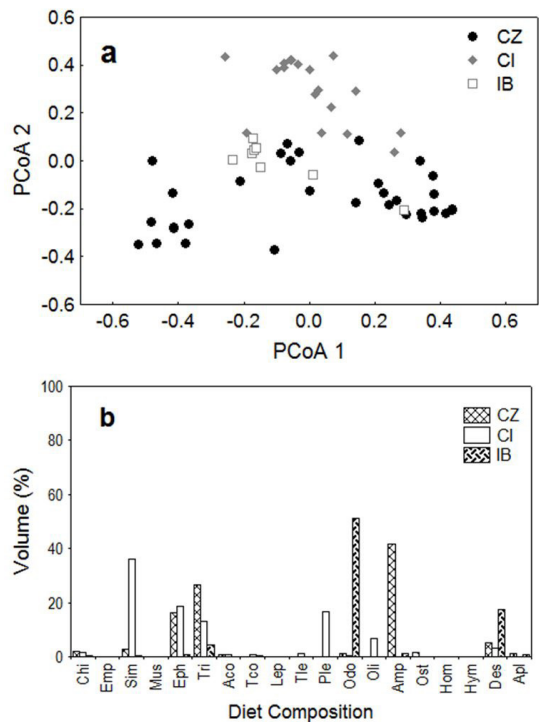 a
CZ
CI
IB
0.6
0.4
0.2
0.0
-0.2
-0.4
-0.6
PCoA 2
-0.6 -0.4 -0.2 0.0 0.2 0.4 0.6
PCoA 1
b
CZ
CI
IB
100
80
60
40
20
0
Volume (%)
Chi Emp Sim Mus Eph Tri Aco Tco Lep Tle Ple Odo Oli Amp Ost Hom Hym Des Apl
Diet Composition